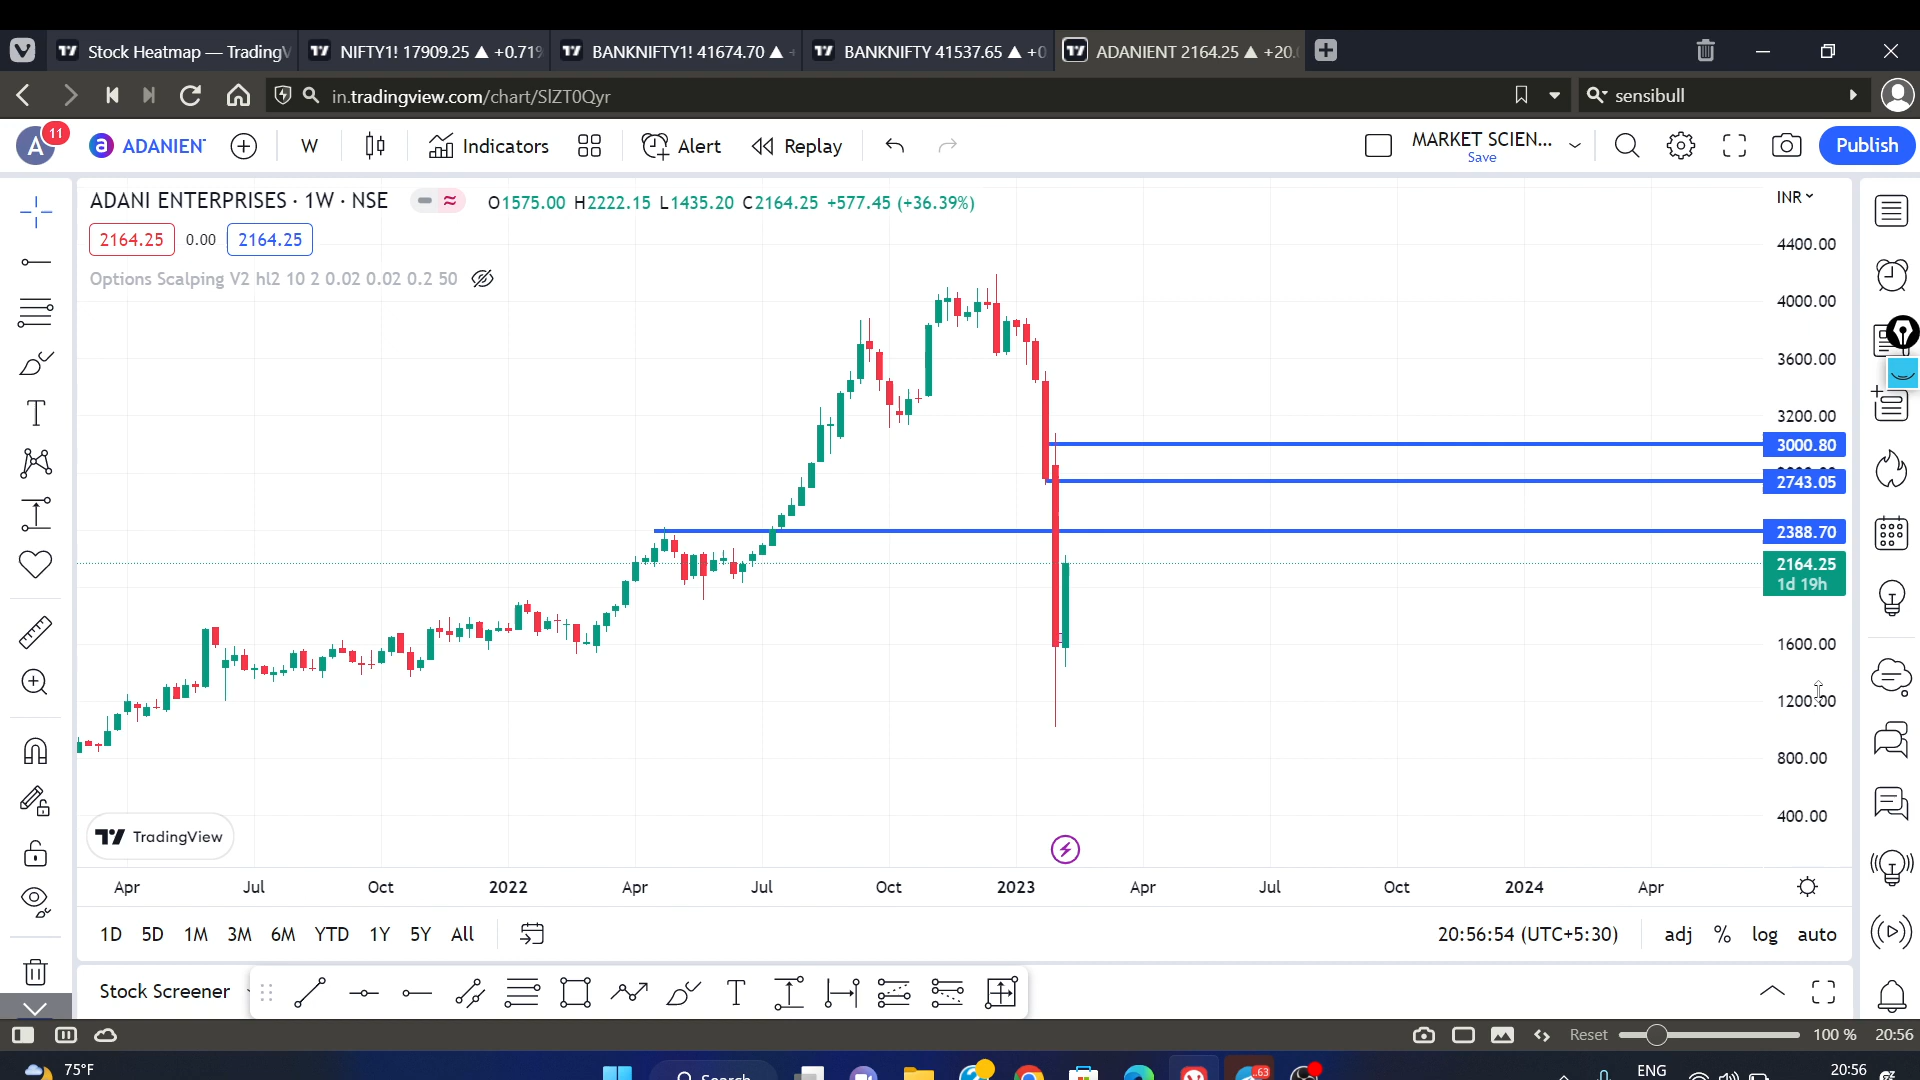 Stock Heatmap — TradingV
NIFTY1! 17909.25 ▲ +0.71%
BANKNIFTY1! 41674.70 ▲
BANKNIFTY 41537.65 ▲ +0
ADANIENT 2164.25 ▲ +20.
in.tradingview.com/chart/SlZT0Qyr
sensibull
A
11
ADANIENT
W
Indicators
Alert
Replay
MARKET SCIEN...
Save
Publish
ADANI ENTERPRISES · 1W · NSE
O1575.00 H2222.15 L1435.20 C2164.25 +577.45 (+36.39%)
INR
2164.25
0.00
2164.25
Options Scalping V2 hl2 10 2 0.02 0.02 0.2 50
4400.00
4000.00
3600.00
3200.00
3000.80
2743.05
2388.70
2164.25
1d 19h
1600.00
1200.00
800.00
400.00
TradingView
Apr Jul Oct 2022 Apr Jul Oct 2023 Apr Jul Oct 2024 Apr
1D 5D 1M 3M 6M YTD 1Y 5Y All
20:56:54 (UTC+5:30)
adj % log auto
Stock Screener
Reset
100 %
20:56
75°F
Search
63
ENG
20:56